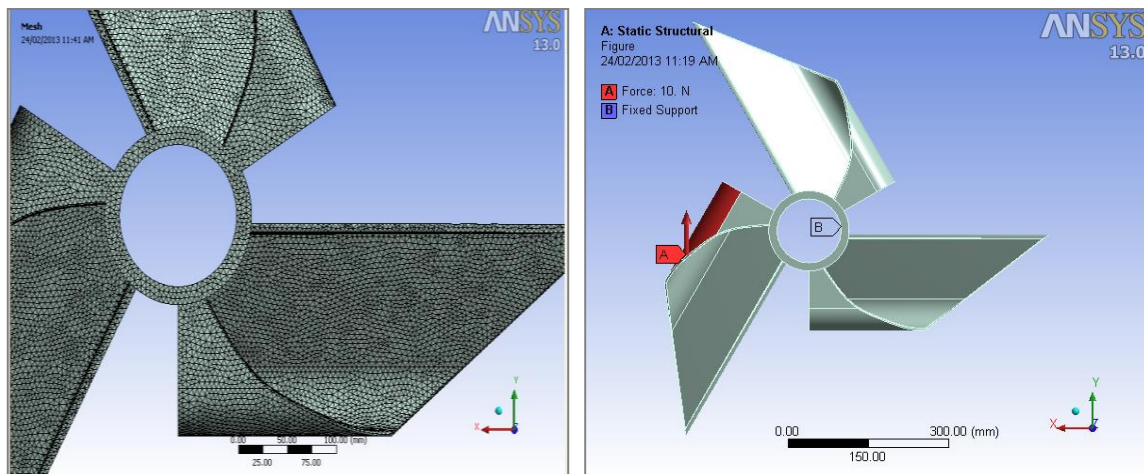 Mesh
24/02/2013 11:41 AM
ANSYS
13.0
Y
X
0.00 50.00 100.00 (mm)
25.00 75.00
A: Static Structural
Figure
24/02/2013 11:19 AM
A Force: 10. N
B Fixed Support
ANSYS
13.0
A
B
Y
X
Z
0.00 300.00 (mm)
150.00